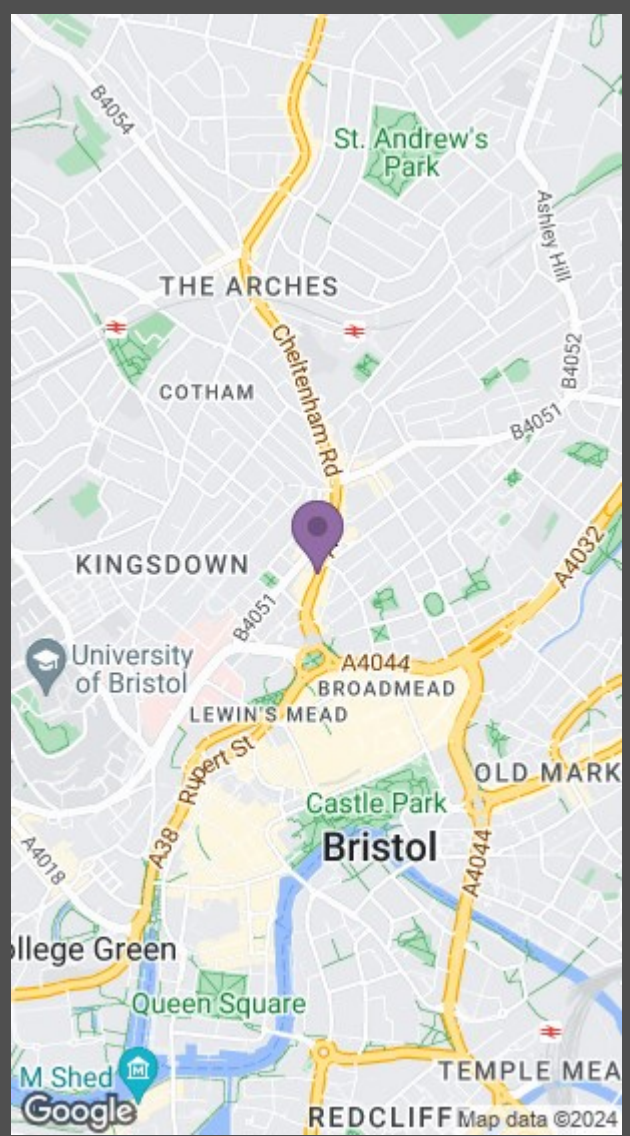 B4054
St. Andrew's
Park
Ashley Hill
THE ARCHES
Cheltenham Rd
B4052
COTHAM
B4051
KINGSDOWN
A4032
B4051
University
of Bristol
A4044
BROADMEAD
LEWIN'S MEAD
Rupert St
OLD MARK
Castle Park
Bristol
A4018
A38
A4044
ollege Green
Queen Square
M Shed
TEMPLE MEA
Google
REDCLIFF
Map data ©2024